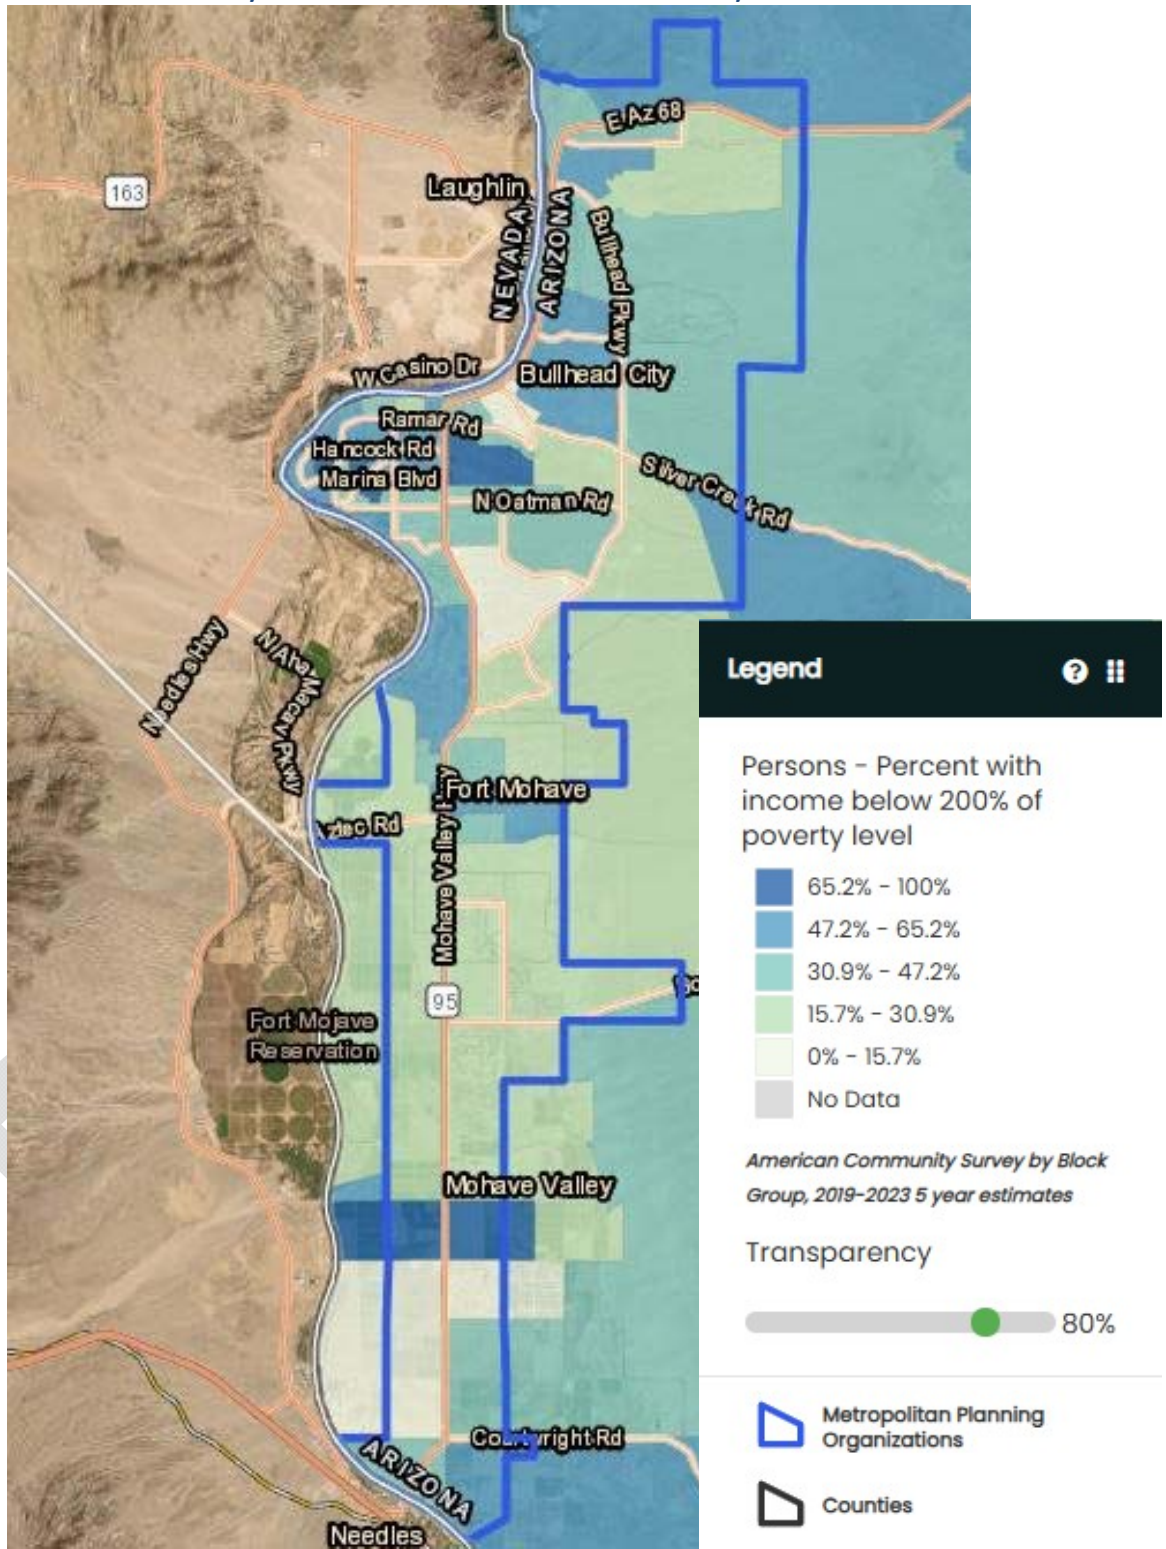 E Az 68
163
Laughlin
NEVADA
ARIZONA
Bullhead Pkwy
W Casino Dr
Bullhead City
Ramar Rd
Hancock Rd
Marina Blvd
Silver Creek Rd
N Oatman Rd
Needles Hwy
N Aha Macav Pkwy
Fort Mohave
Aztec Rd
Mohave Valley Hwy
95
Fort Mojave
Reservation
Mohave Valley
Courtwright Rd
ARIZONA
Needles
Legend
?
Persons - Percent with
income below 200% of
poverty level
65.2% - 100%
47.2% - 65.2%
30.9% - 47.2%
15.7% - 30.9%
0% - 15.7%
No Data
American Community Survey by Block
Group, 2019-2023 5 year estimates
Transparency
80%
Metropolitan Planning
Organizations
Counties